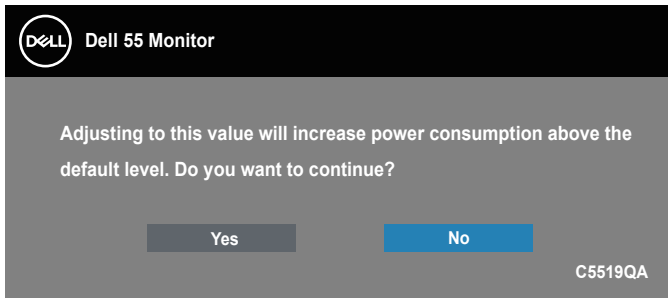 DELL
Dell 55 Monitor
Adjusting to this value will increase power consumption above the
default level. Do you want to continue?
Yes
No
C5519QA